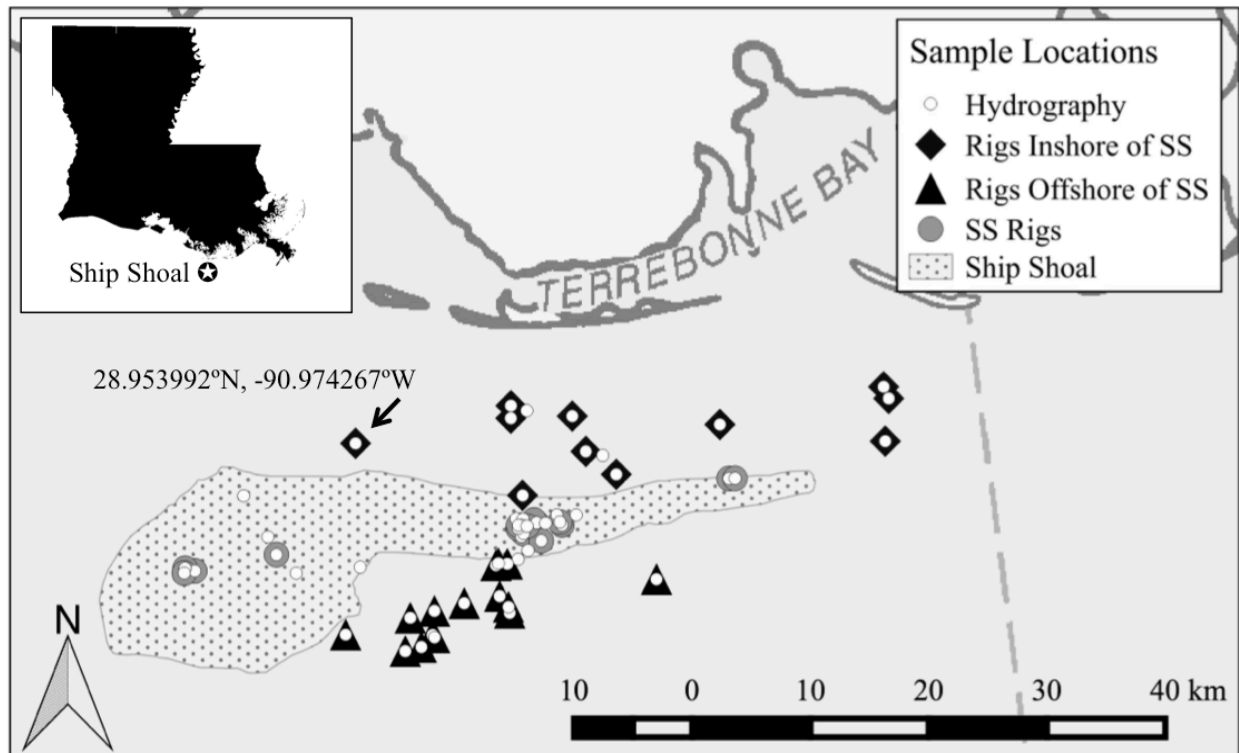 Ship Shoal
Sample Locations
Hydrography
Rigs Inshore of SS
Rigs Offshore of SS
SS Rigs
Ship Shoal
TERREBONNE BAY
28.953992ºN, -90.974267ºW
N
10 0 10 20 30 40 km